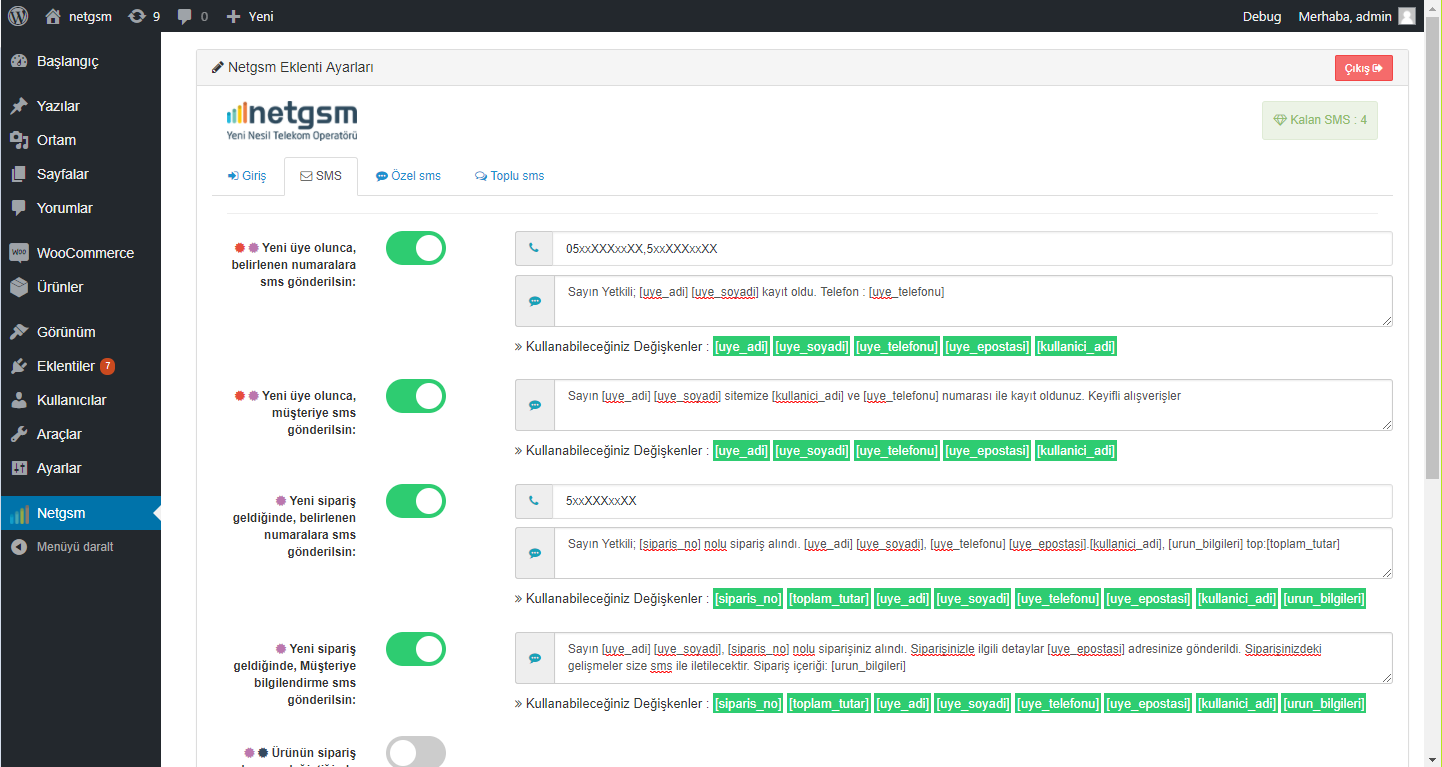 netgsm 9 0 Yeni Debug Merhaba, admin
Başlangıç
Yazılar
Ortam
Sayfalar
Yorumlar
WooCommerce
Ürünler
Görünüm
Eklentiler 7
Kullanıcılar
Araçlar
Ayarlar
Netgsm
Menüyü daralt
Netgsm Eklenti Ayarları Çıkış
netgsm
Yeni Nesil Telekom Operatörü
Kalan SMS : 4
Giriş SMS Özel sms Toplu sms
Yeni üye olunca,
belirlenen numaralara
sms gönderilsin:
05xxXXXxxXX,5xxXXXxxXX
Sayın Yetkili; [uye_adi] [uye_soyadi] kayıt oldu. Telefon : [uye_telefonu]
» Kullanabileceğiniz Değişkenler : [uye_adi] [uye_soyadi] [uye_telefonu] [uye_epostasi] [kullanici_adi]
Yeni üye olunca,
müşteriye sms
gönderilsin:
Sayın [uye_adi] [uye_soyadi] sitemize [kullanici_adi] ve [uye_telefonu] numarası ile kayıt oldunuz. Keyifli alışverişler
» Kullanabileceğiniz Değişkenler : [uye_adi] [uye_soyadi] [uye_telefonu] [uye_epostasi] [kullanici_adi]
Yeni sipariş
geldiğinde, belirlenen
numaralara sms
gönderilsin:
5xxXXXxxXX
Sayın Yetkili; [siparis_no] nolu sipariş alındı. [uye_adi] [uye_soyadi], [uye_telefonu] [uye_epostasi].[kullanici_adi], [urun_bilgileri] top:[toplam_tutar]
» Kullanabileceğiniz Değişkenler : [siparis_no] [toplam_tutar] [uye_adi] [uye_soyadi] [uye_telefonu] [uye_epostasi] [kullanici_adi] [urun_bilgileri]
Yeni sipariş
geldiğinde, Müşteriye
bilgilendirme sms
gönderilsin:
Sayın [uye_adi] [uye_soyadi], [siparis_no] nolu siparişiniz alındı. Siparişinizle ilgili detaylar [uye_epostasi] adresinize gönderildi. Siparisinizdeki
gelişmeler size sms ile iletilecektir. Sipariş içeriği: [urun_bilgileri]
» Kullanabileceğiniz Değişkenler : [siparis_no] [toplam_tutar] [uye_adi] [uye_soyadi] [uye_telefonu] [uye_epostasi] [kullanici_adi] [urun_bilgileri]
Ürünün sipariş